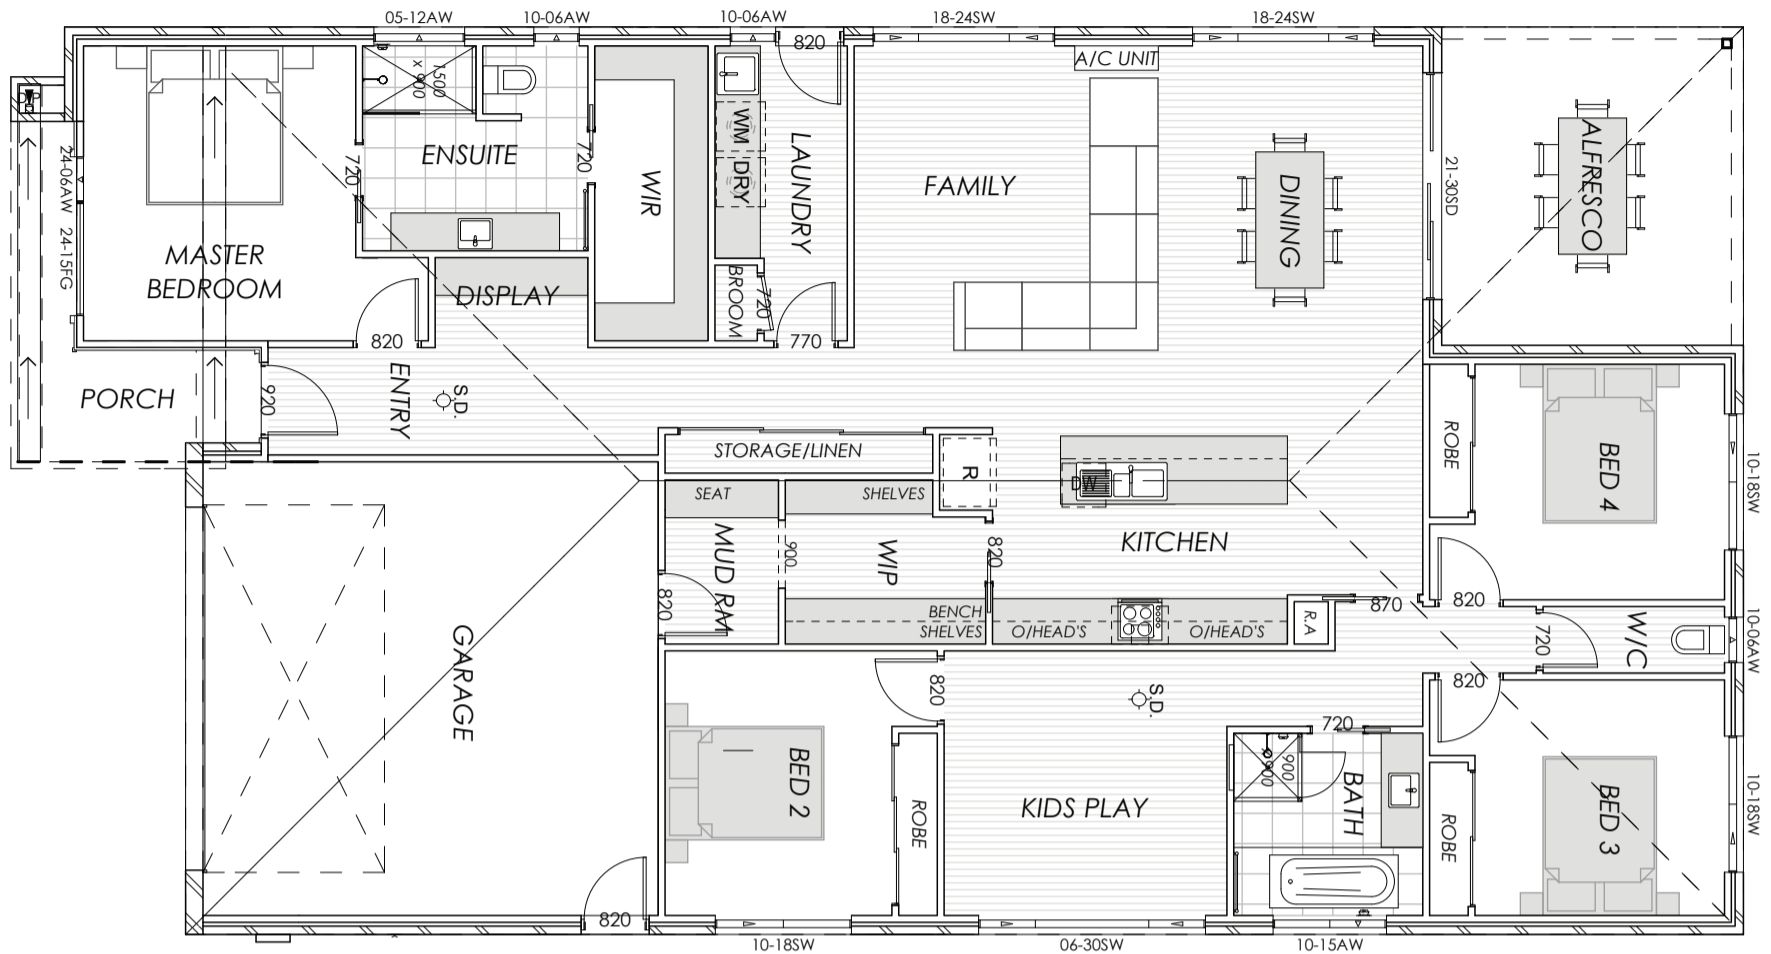 05-12AW
10-06AW
10-06AW
18-24SW
18-24SW
820
A/C UNIT
1500
x 900
WM
DRY
LAUNDRY
ENSUITE
720
720
WIR
FAMILY
DINING
21-30SD
ALFRESCO
24-06AW
24-15FG
MASTER
BEDROOM
DISPLAY
BROOM
720
820
770
PORCH
920
ENTRY
S.D.
STORAGE/LINEN
R
DW
ROBE
BED 4
10-18SW
SEAT
SHELVES
MUD RM
900
WIP
820
KITCHEN
820
BENCH
SHELVES
O/HEAD'S
O/HEAD'S
R.A
870
820
720
W/C
10-06AW
GARAGE
820
S.D.
820
720
BED 2
ROBE
KIDS PLAY
900
x 900
BATH
ROBE
BED 3
10-18SW
820
10-18SW
06-30SW
10-15AW